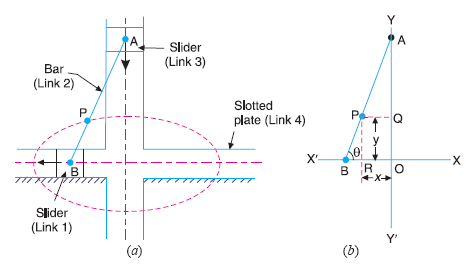 A
Slider
(Link 3)
Bar
(Link 2)
P
Slotted
plate (Link 4)
B
Slider
(Link 1)
(a)
Y
A
P
Q
y
θ
X′
B
R
O
X
x
Y′
(b)